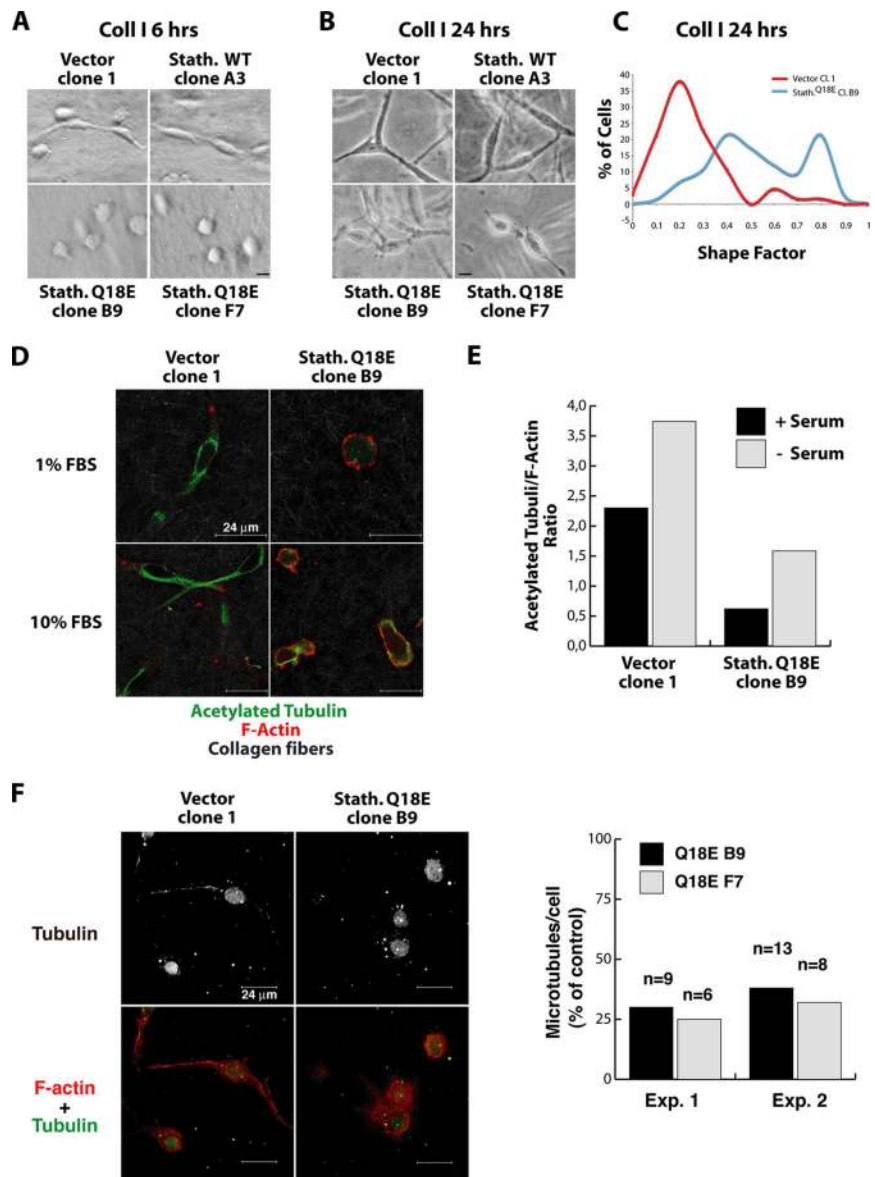 A
Coll I 6 hrs
Vector
clone 1
Stath. WT
clone A3
Stath. Q18E
clone B9
Stath. Q18E
clone F7
B
Coll I 24 hrs
Vector
clone 1
Stath. WT
clone A3
Stath. Q18E
clone B9
Stath. Q18E
clone F7
C
Coll I 24 hrs
Vector Cl. 1
Stath.Q18E Cl. B9
% of Cells
40
35
30
25
20
15
10
5
0
-5
0 0.1 0.2 0.3 0.4 0.5 0.6 0.7 0.8 0.9 1
Shape Factor
D
Vector
clone 1
Stath. Q18E
clone B9
1% FBS
24 µm
10% FBS
Acetylated Tubulin
F-Actin
Collagen fibers
E
+ Serum
- Serum
Acetylated Tubuli/F-Actin
Ratio
4,0
3,5
3,0
2,5
2,0
1,5
1,0
0,5
0,0
Vector
clone 1
Stath. Q18E
clone B9
F
Vector
clone 1
Stath. Q18E
clone B9
Tubulin
24 µm
F-actin
+
Tubulin
Q18E B9
Q18E F7
Microtubules/cell
(% of control)
100
75
50
25
0
n=9
n=6
n=13
n=8
Exp. 1
Exp. 2